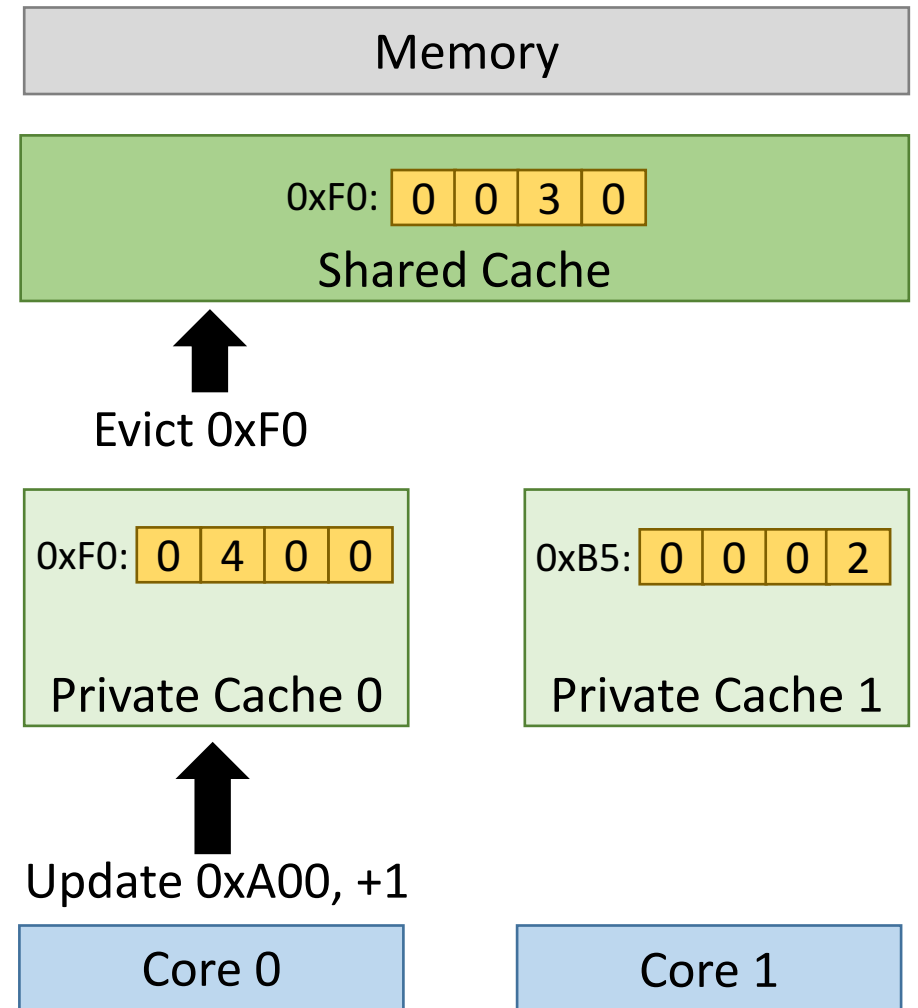 Memory
0xF0: 0 0 3 0
Shared Cache
Evict 0xF0
0xF0: 0 4 0 0
0xB5: 0 0 0 2
Private Cache 0
Private Cache 1
Update 0xA00, +1
Core 0
Core 1